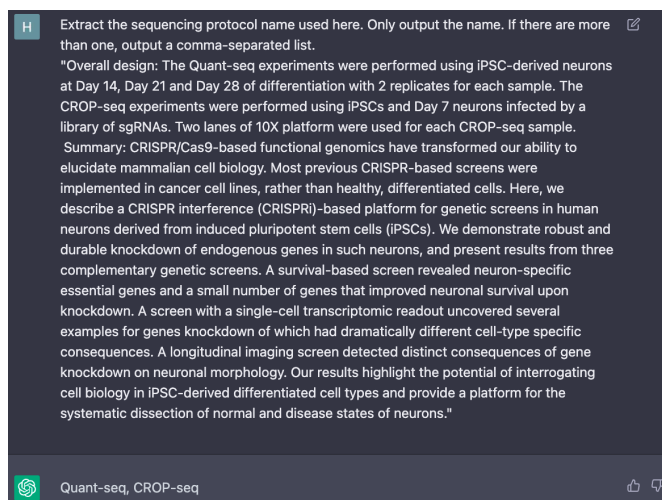 H
Extract the sequencing protocol name used here. Only output the name. If there are more
than one, output a comma-separated list.
"Overall design: The Quant-seq experiments were performed using iPSC-derived neurons
at Day 14, Day 21 and Day 28 of differentiation with 2 replicates for each sample. The
CROP-seq experiments were performed using iPSCs and Day 7 neurons infected by a
library of sgRNAs. Two lanes of 10X platform were used for each CROP-seq sample.
Summary: CRISPR/Cas9-based functional genomics have transformed our ability to
elucidate mammalian cell biology. Most previous CRISPR-based screens were
implemented in cancer cell lines, rather than healthy, differentiated cells. Here, we
describe a CRISPR interference (CRISPRi)-based platform for genetic screens in human
neurons derived from induced pluripotent stem cells (iPSCs). We demonstrate robust and
durable knockdown of endogenous genes in such neurons, and present results from three
complementary genetic screens. A survival-based screen revealed neuron-specific
essential genes and a small number of genes that improved neuronal survival upon
knockdown. A screen with a single-cell transcriptomic readout uncovered several
examples for genes knockdown of which had dramatically different cell-type specific
consequences. A longitudinal imaging screen detected distinct consequences of gene
knockdown on neuronal morphology. Our results highlight the potential of interrogating
cell biology in iPSC-derived differentiated cell types and provide a platform for the
systematic dissection of normal and disease states of neurons."
Quant-seq, CROP-seq